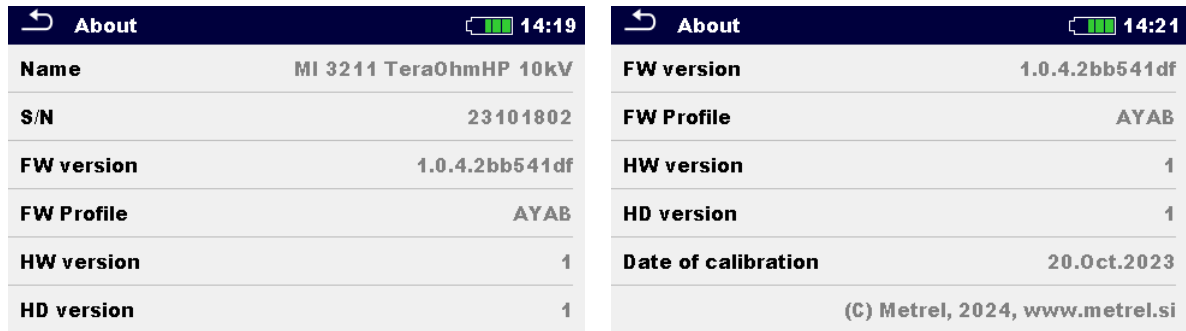 About 14:19
Name MI 3211 TeraOhmHP 10kV
S/N 23101802
FW version 1.0.4.2bb541df
FW Profile AYAB
HW version 1
HD version 1
About 14:21
FW version 1.0.4.2bb541df
FW Profile AYAB
HW version 1
HD version 1
Date of calibration 20.Oct.2023
(C) Metrel, 2024, www.metrel.si